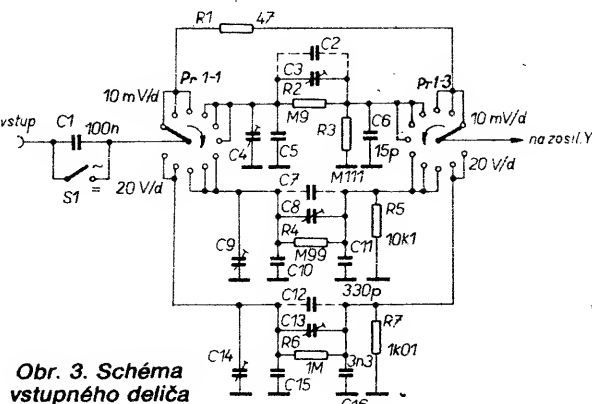 R1 47
C2
Pr 1-1
C3
R2
M9
Pr1-3
10 mV/d
10 mV/d
vstup
C1
100n
C4
C5
R3
M111
C6
15p
na zosil. Y
S1
~
=
20 V/d
20 V/d
C7
C8
R4
M99
R5
10k1
C9
C10
C11
330p
C12
C13
R6
1M
R7
1k01
C14
C15
3n3
C16
Obr. 3. Schéma
vstupného deliča